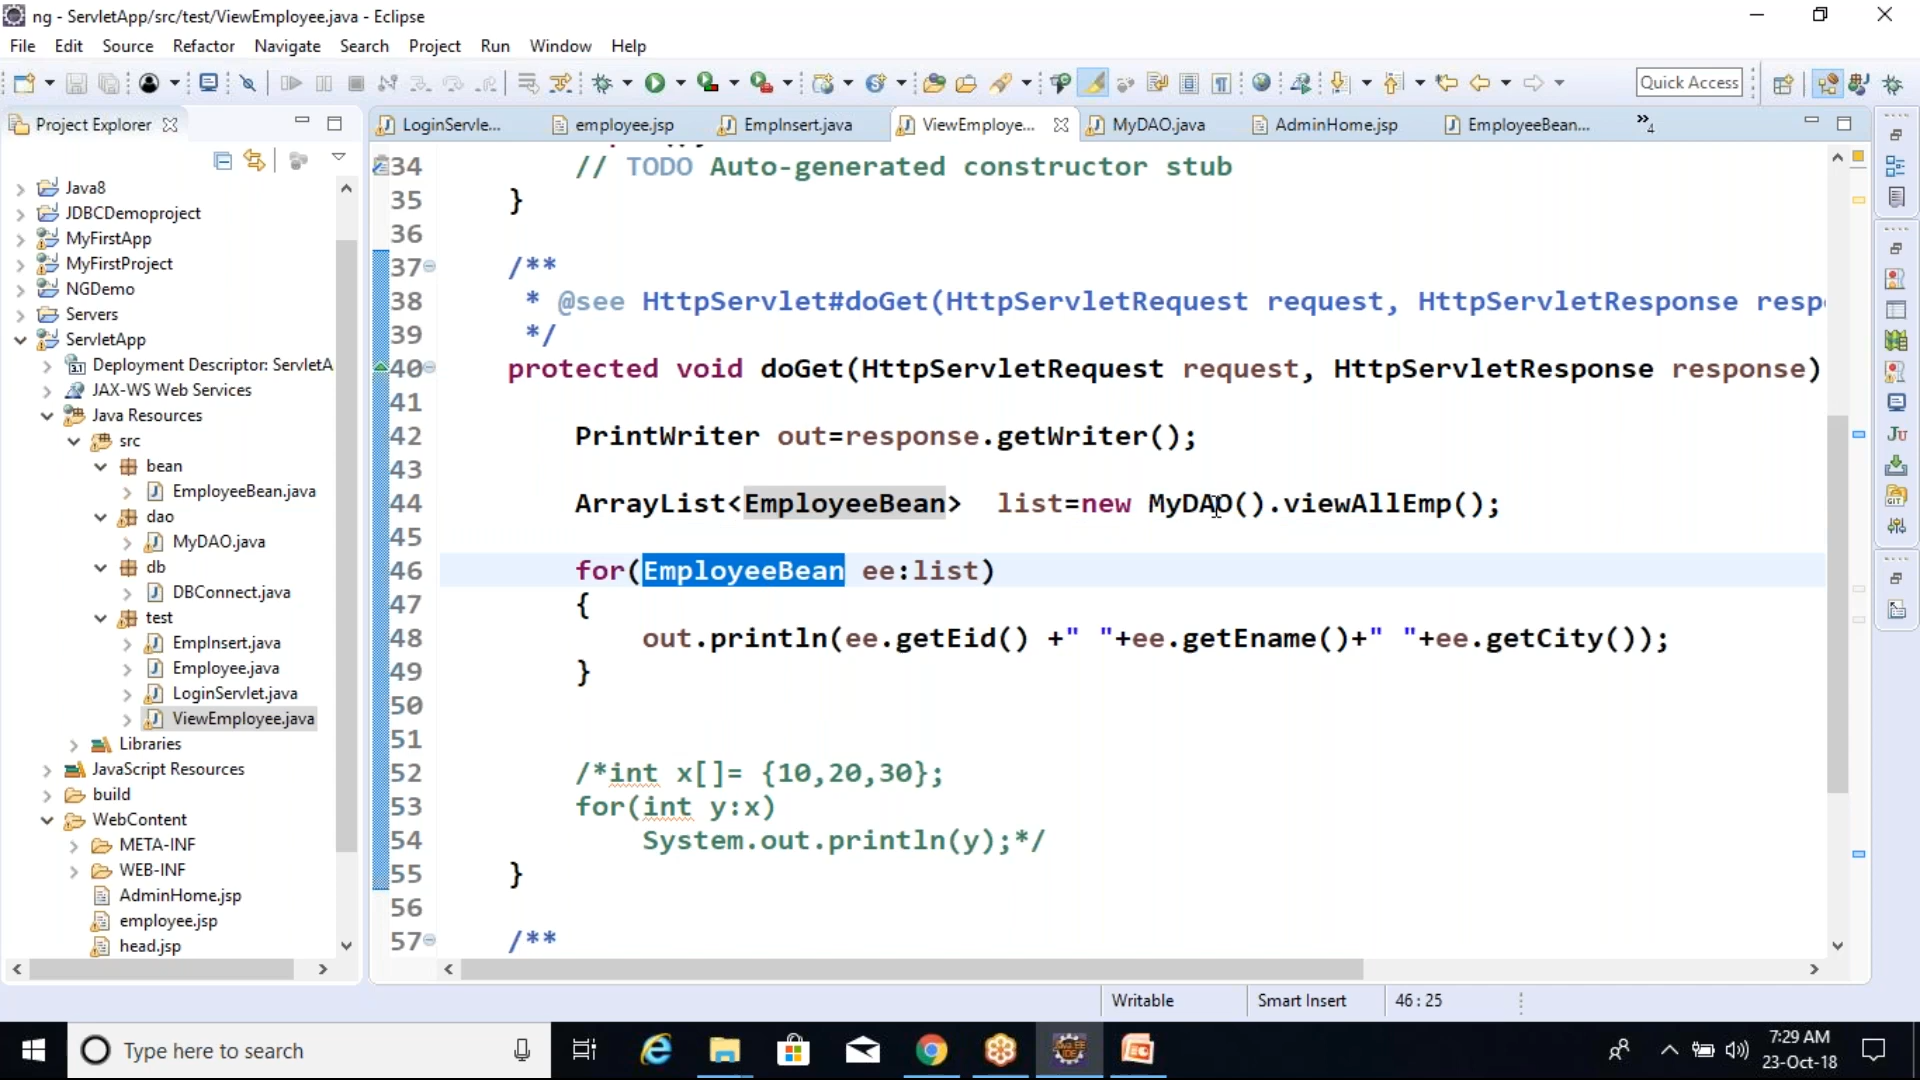 ng - ServletApp/src/test/ViewEmployee.java - Eclipse
File Edit Source Refactor Navigate Search Project Run Window Help
Quick Access
Project Explorer
LoginServle... employee.jsp EmpInsert.java ViewEmploye... MyDAO.java AdminHome.jsp EmployeeBean... »4
Java8
JDBCDemoproject
MyFirstApp
MyFirstProject
NGDemo
Servers
ServletApp
Deployment Descriptor: ServletA
JAX-WS Web Services
Java Resources
src
bean
EmployeeBean.java
dao
MyDAO.java
db
DBConnect.java
test
EmpInsert.java
Employee.java
LoginServlet.java
ViewEmployee.java
Libraries
JavaScript Resources
build
WebContent
META-INF
WEB-INF
AdminHome.jsp
employee.jsp
head.jsp
34 // TODO Auto-generated constructor stub
35 }
36
37 /**
38 * @see HttpServlet#doGet(HttpServletRequest request, HttpServletResponse resp
39 */
40 protected void doGet(HttpServletRequest request, HttpServletResponse response)
41
42 PrintWriter out=response.getWriter();
43
44 ArrayList<EmployeeBean> list=new MyDAO().viewAllEmp();
45
46 for(EmployeeBean ee:list)
47 {
48 out.println(ee.getEid() +" "+ee.getEname()+" "+ee.getCity());
49 }
50
51
52 /*int x[]= {10,20,30};
53 for(int y:x)
54 System.out.println(y);*/
55 }
56
57 /**
Writable Smart Insert 46 : 25
Type here to search
7:29 AM
23-Oct-18